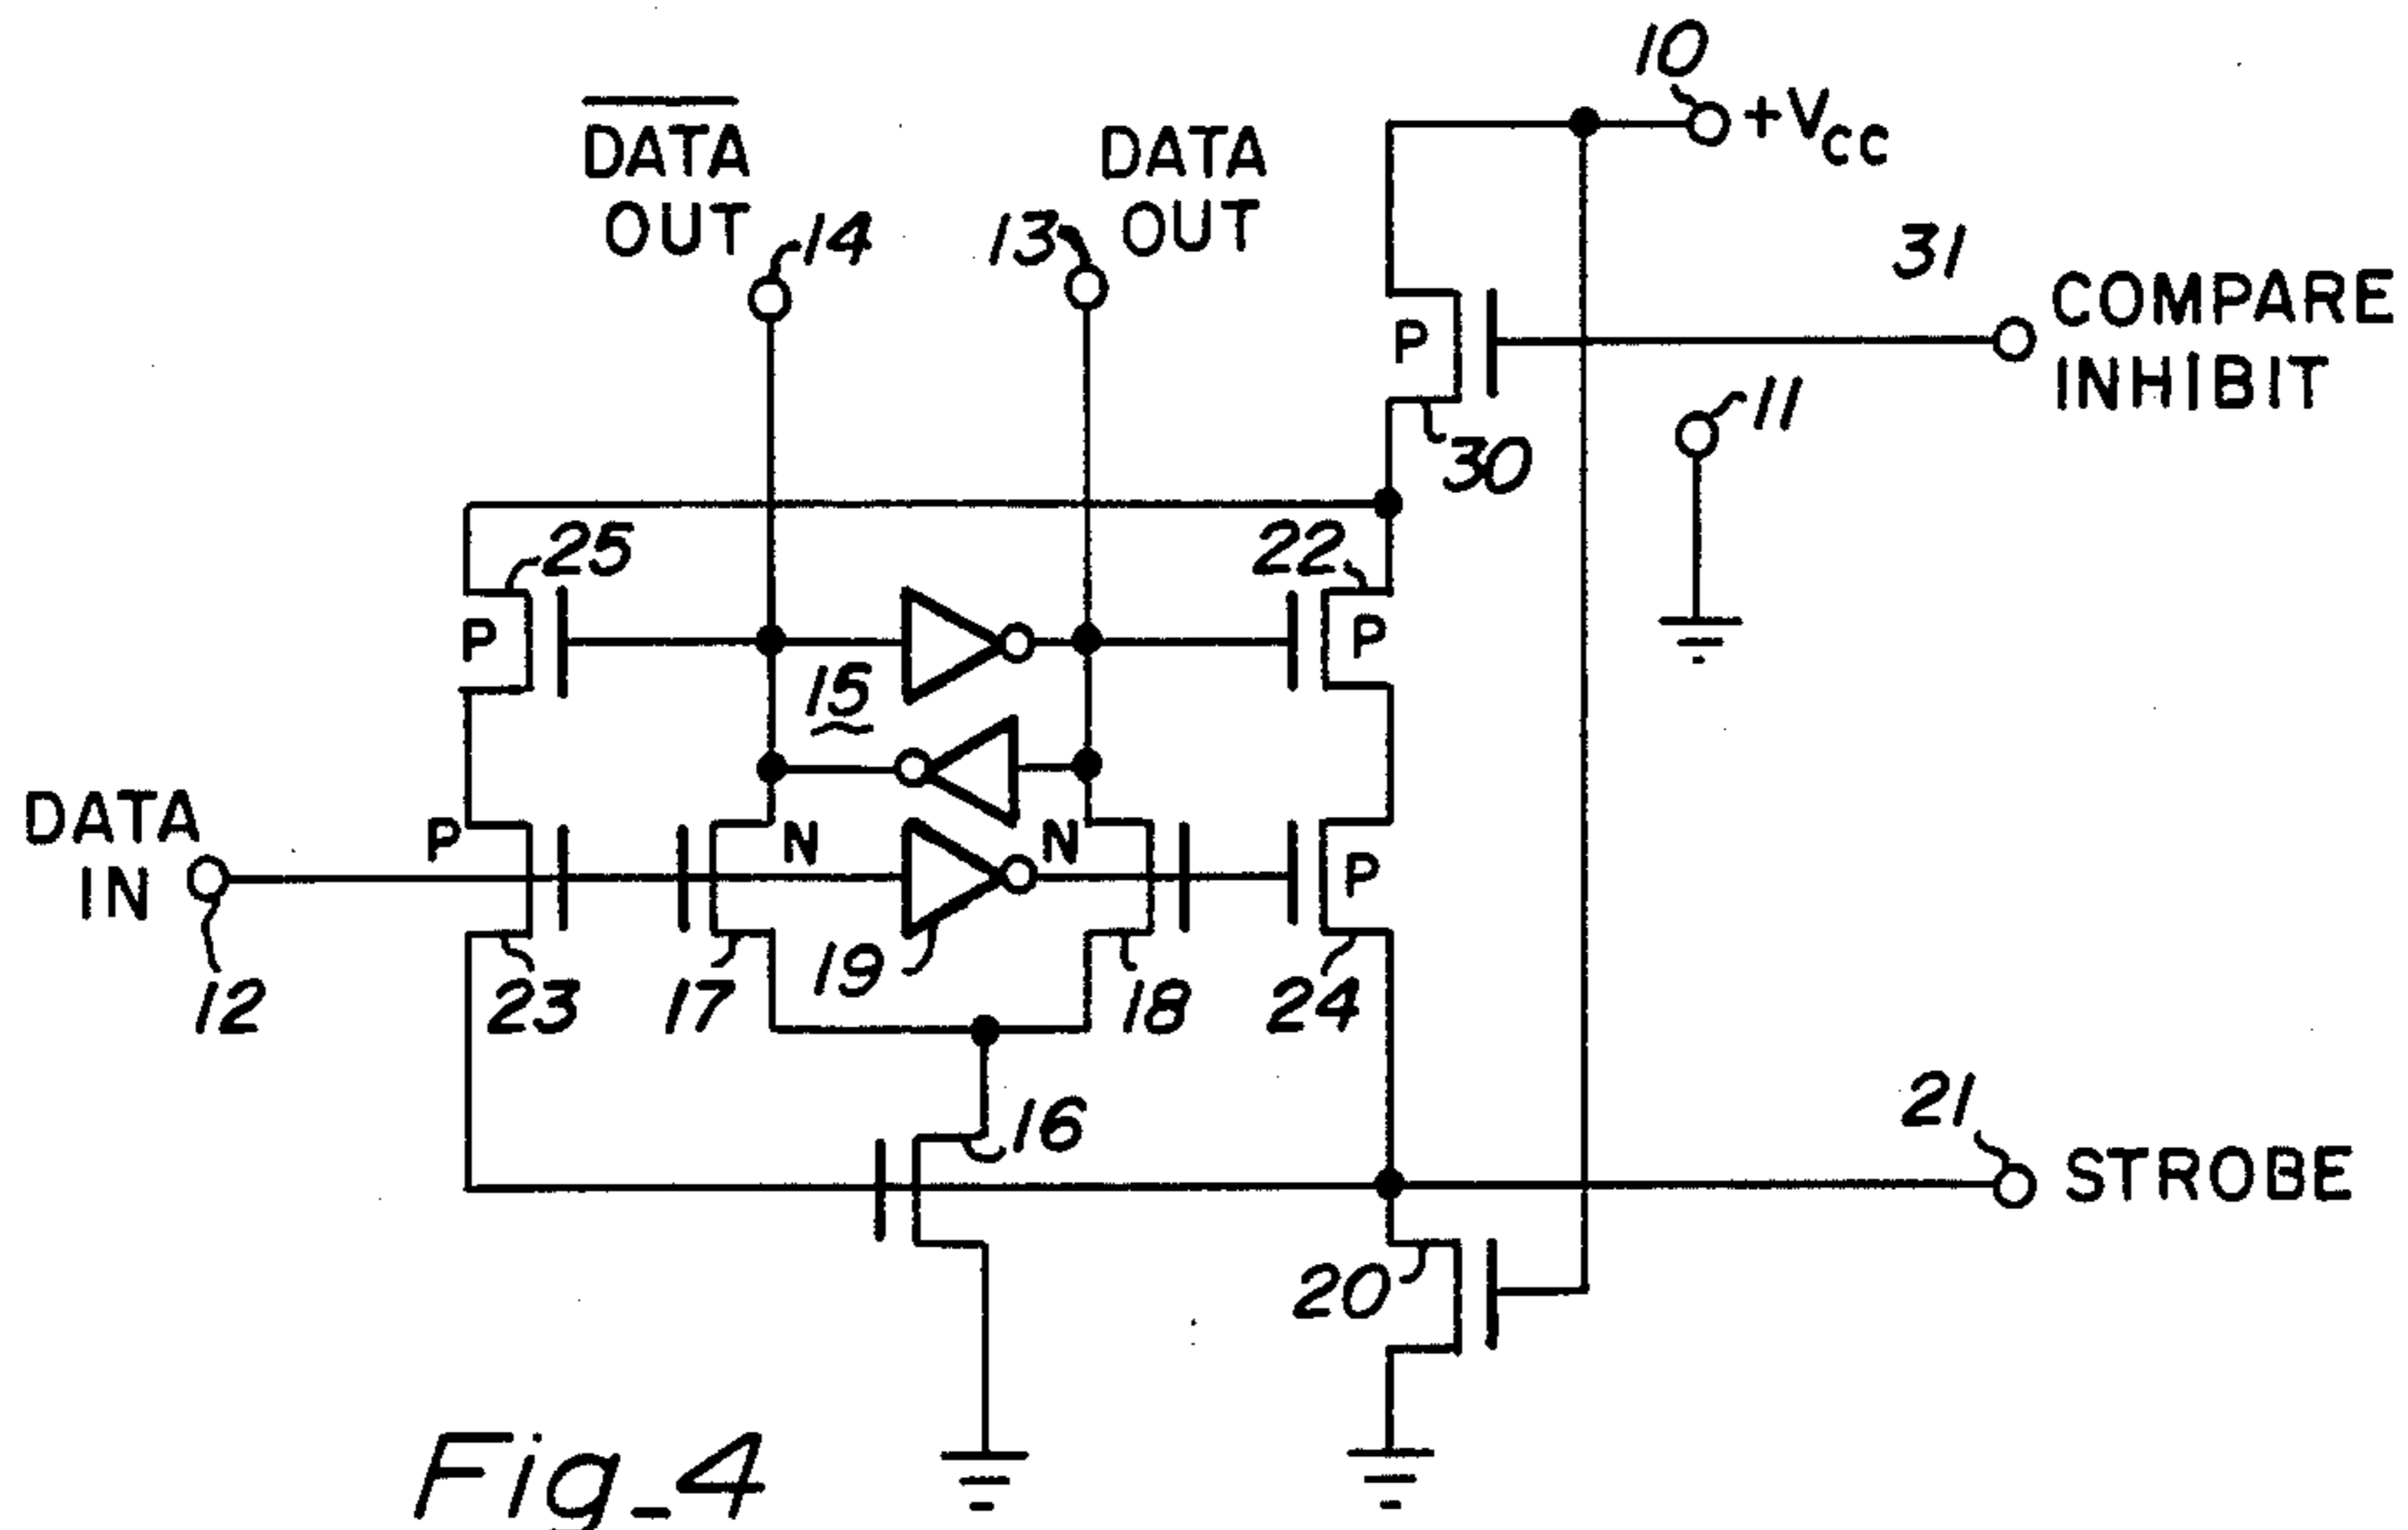 10
+VCC
DATA
OUT
14
13
DATA
OUT
31
COMPARE
INHIBIT
P
11
30
25
22
P
P
15
DATA
IN
P
N
N
P
12
23
17
19
18
24
16
21
STROBE
20
Fig_4